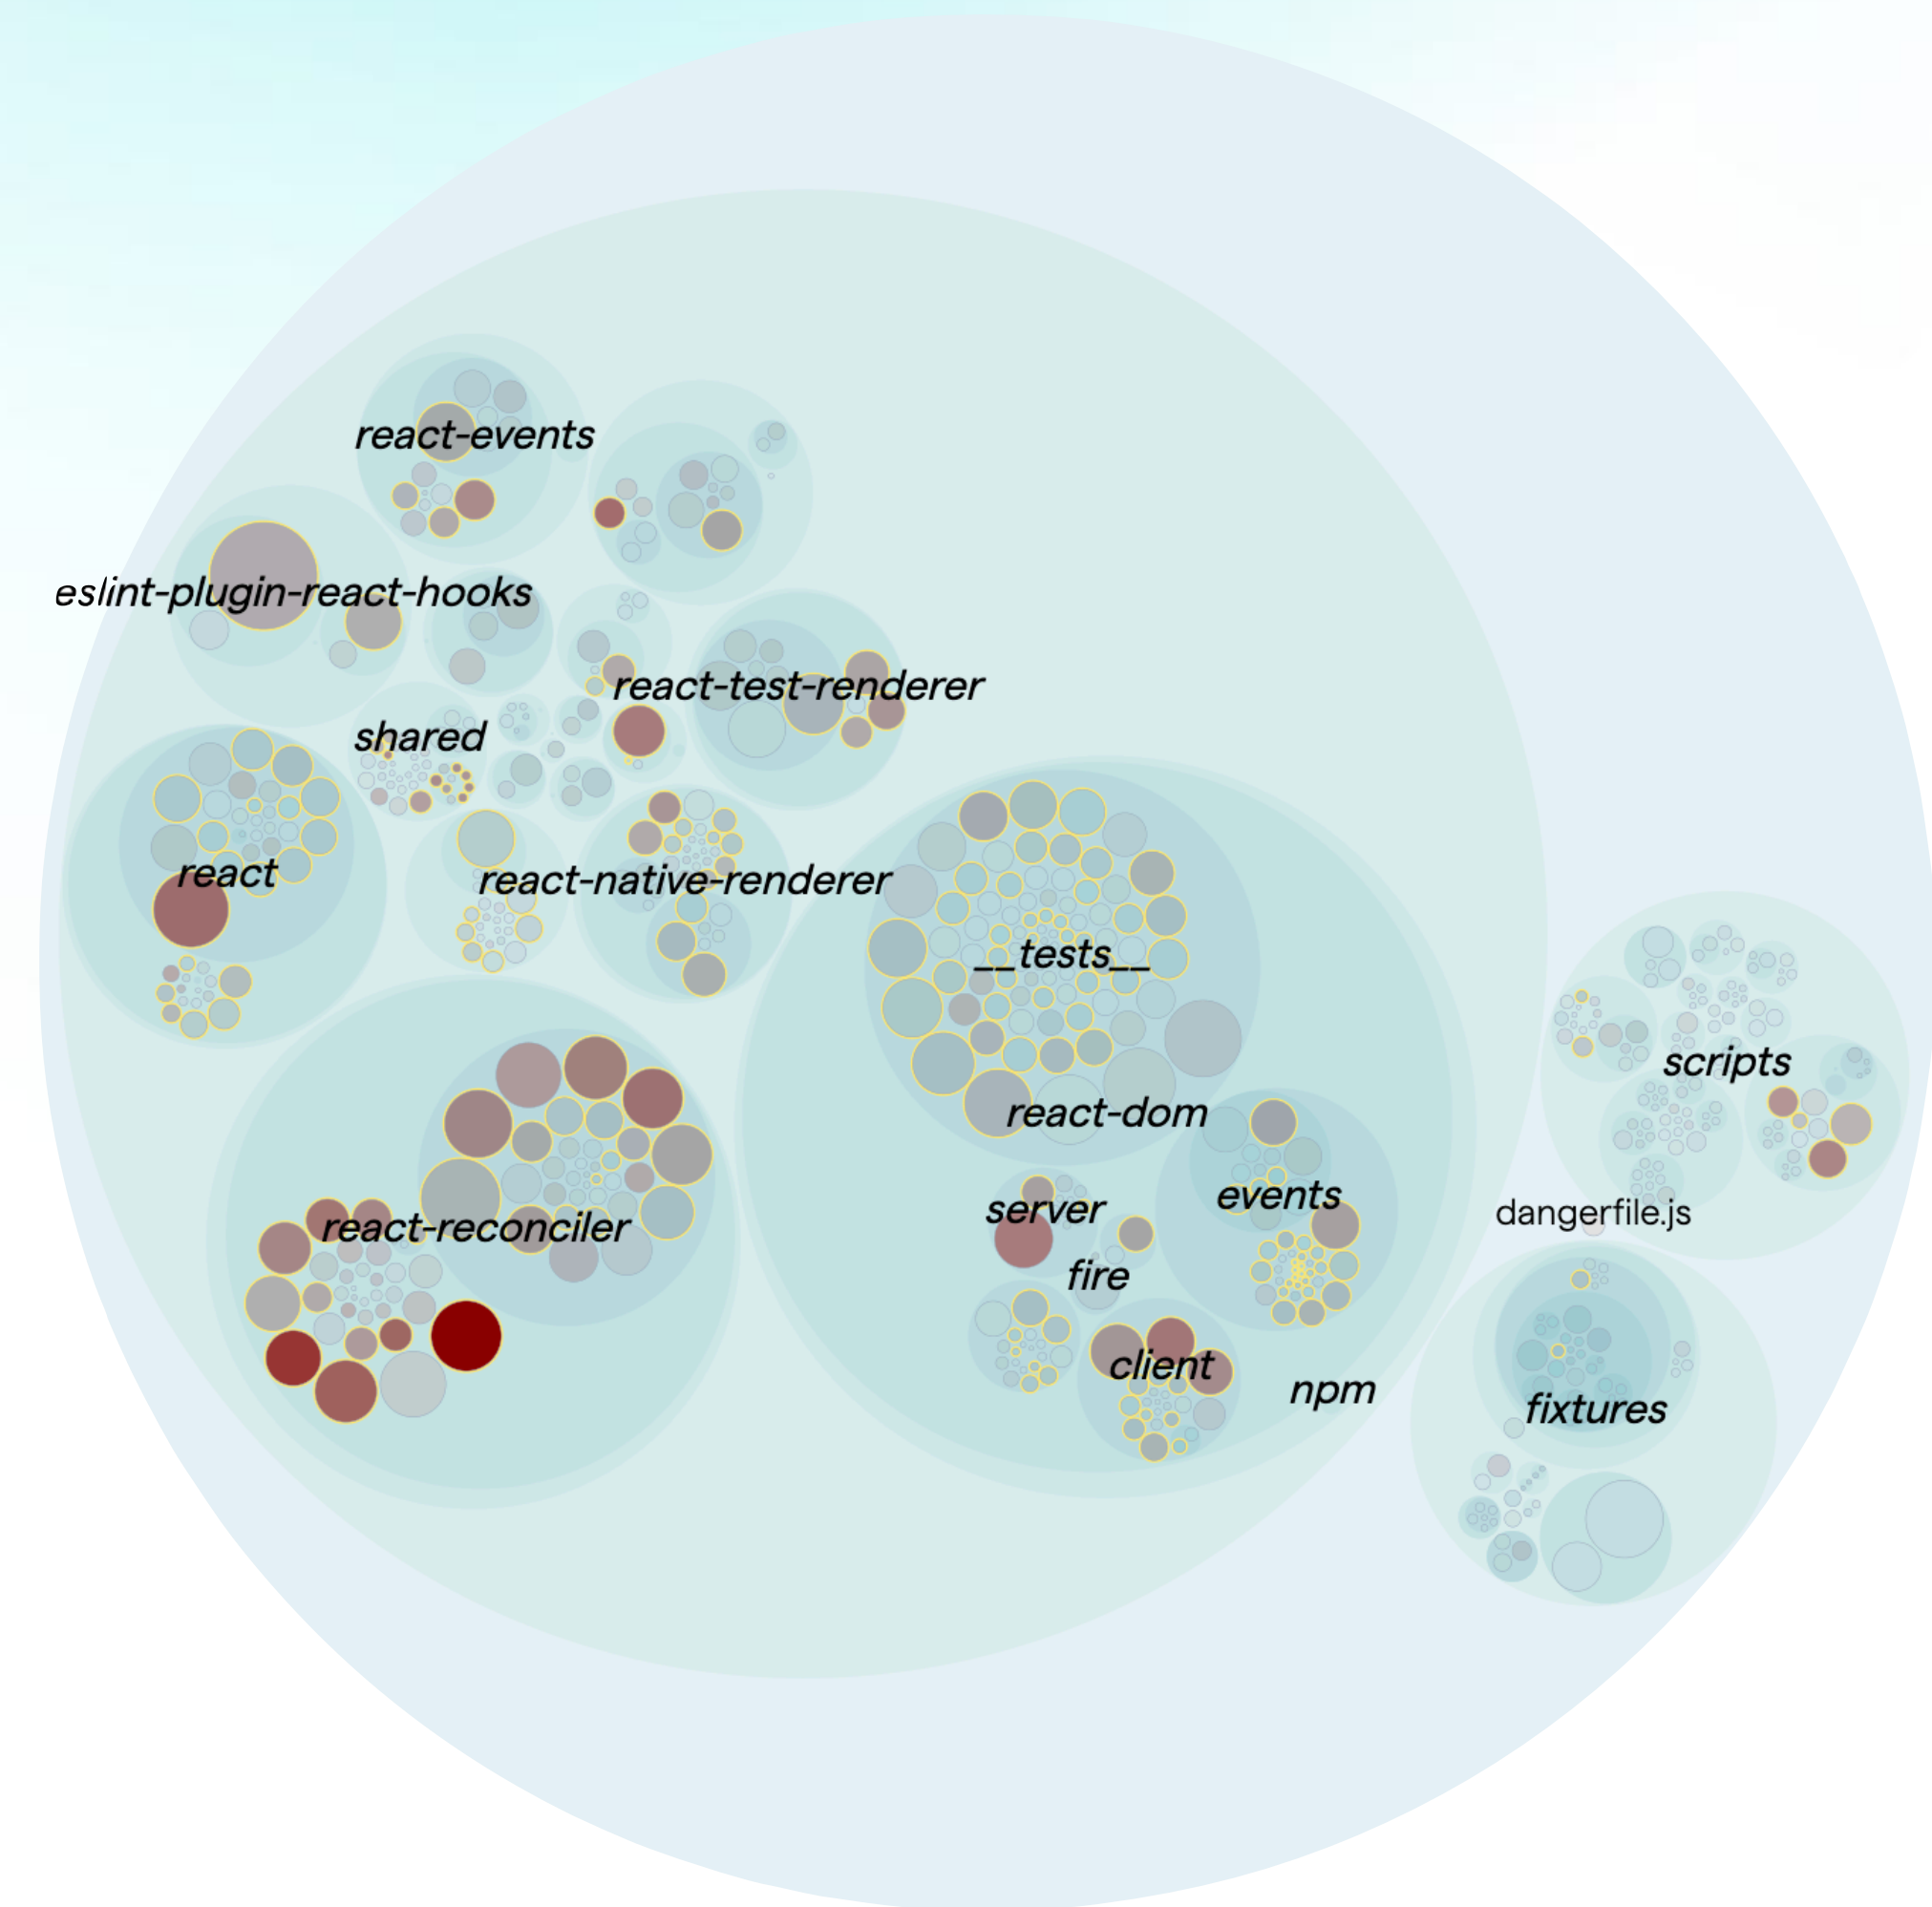 react-events
eslint-plugin-react-hooks
react-test-renderer
shared
react
react-native-renderer
__tests__
scripts
react-dom
events
server
dangerfile.js
react-reconciler
fire
client
npm
fixtures